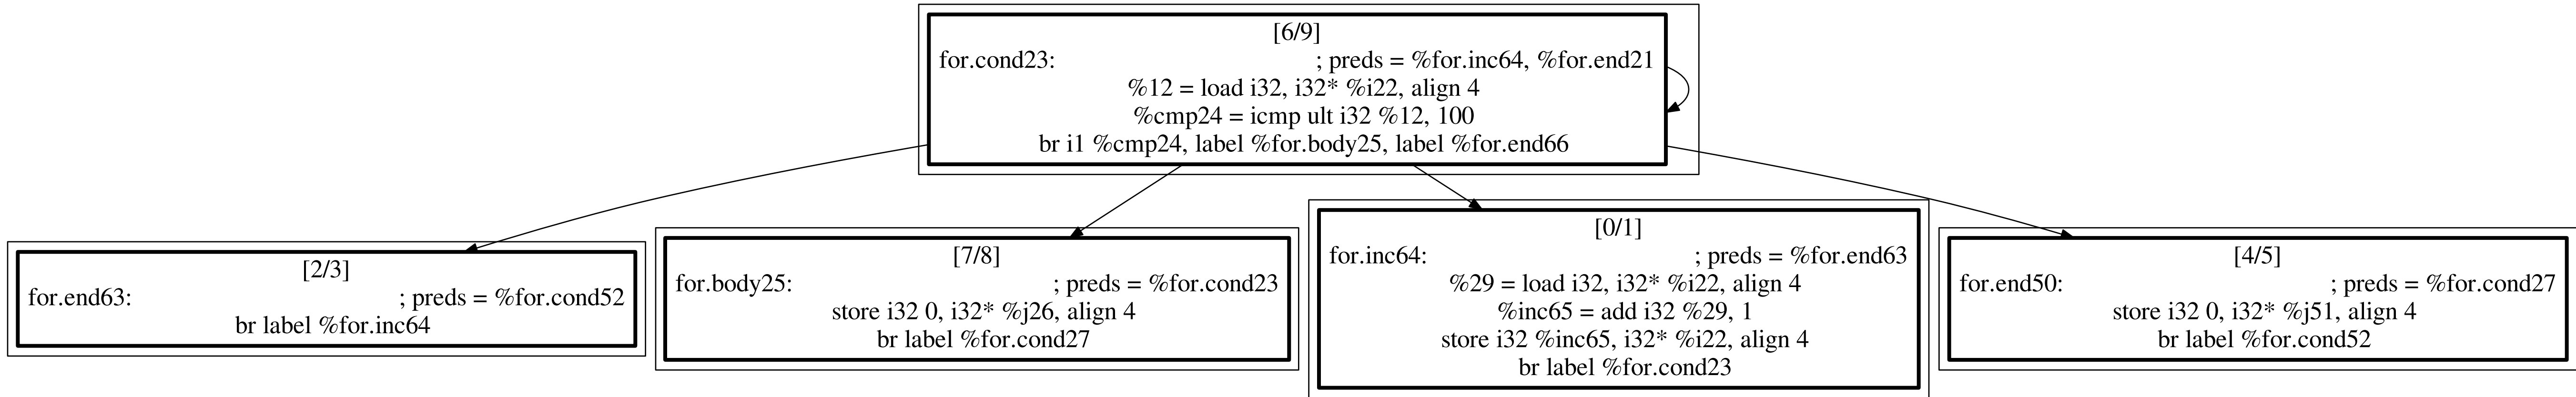 [6/9]
for.cond23: ; preds = %for.inc64, %for.end21
%12 = load i32, i32* %i22, align 4
%cmp24 = icmp ult i32 %12, 100
br i1 %cmp24, label %for.body25, label %for.end66
[2/3]
for.end63: ; preds = %for.cond52
br label %for.inc64
[7/8]
for.body25: ; preds = %for.cond23
store i32 0, i32* %j26, align 4
br label %for.cond27
[0/1]
for.inc64: ; preds = %for.end63
%29 = load i32, i32* %i22, align 4
%inc65 = add i32 %29, 1
store i32 %inc65, i32* %i22, align 4
br label %for.cond23
[4/5]
for.end50: ; preds = %for.cond27
store i32 0, i32* %j51, align 4
br label %for.cond52